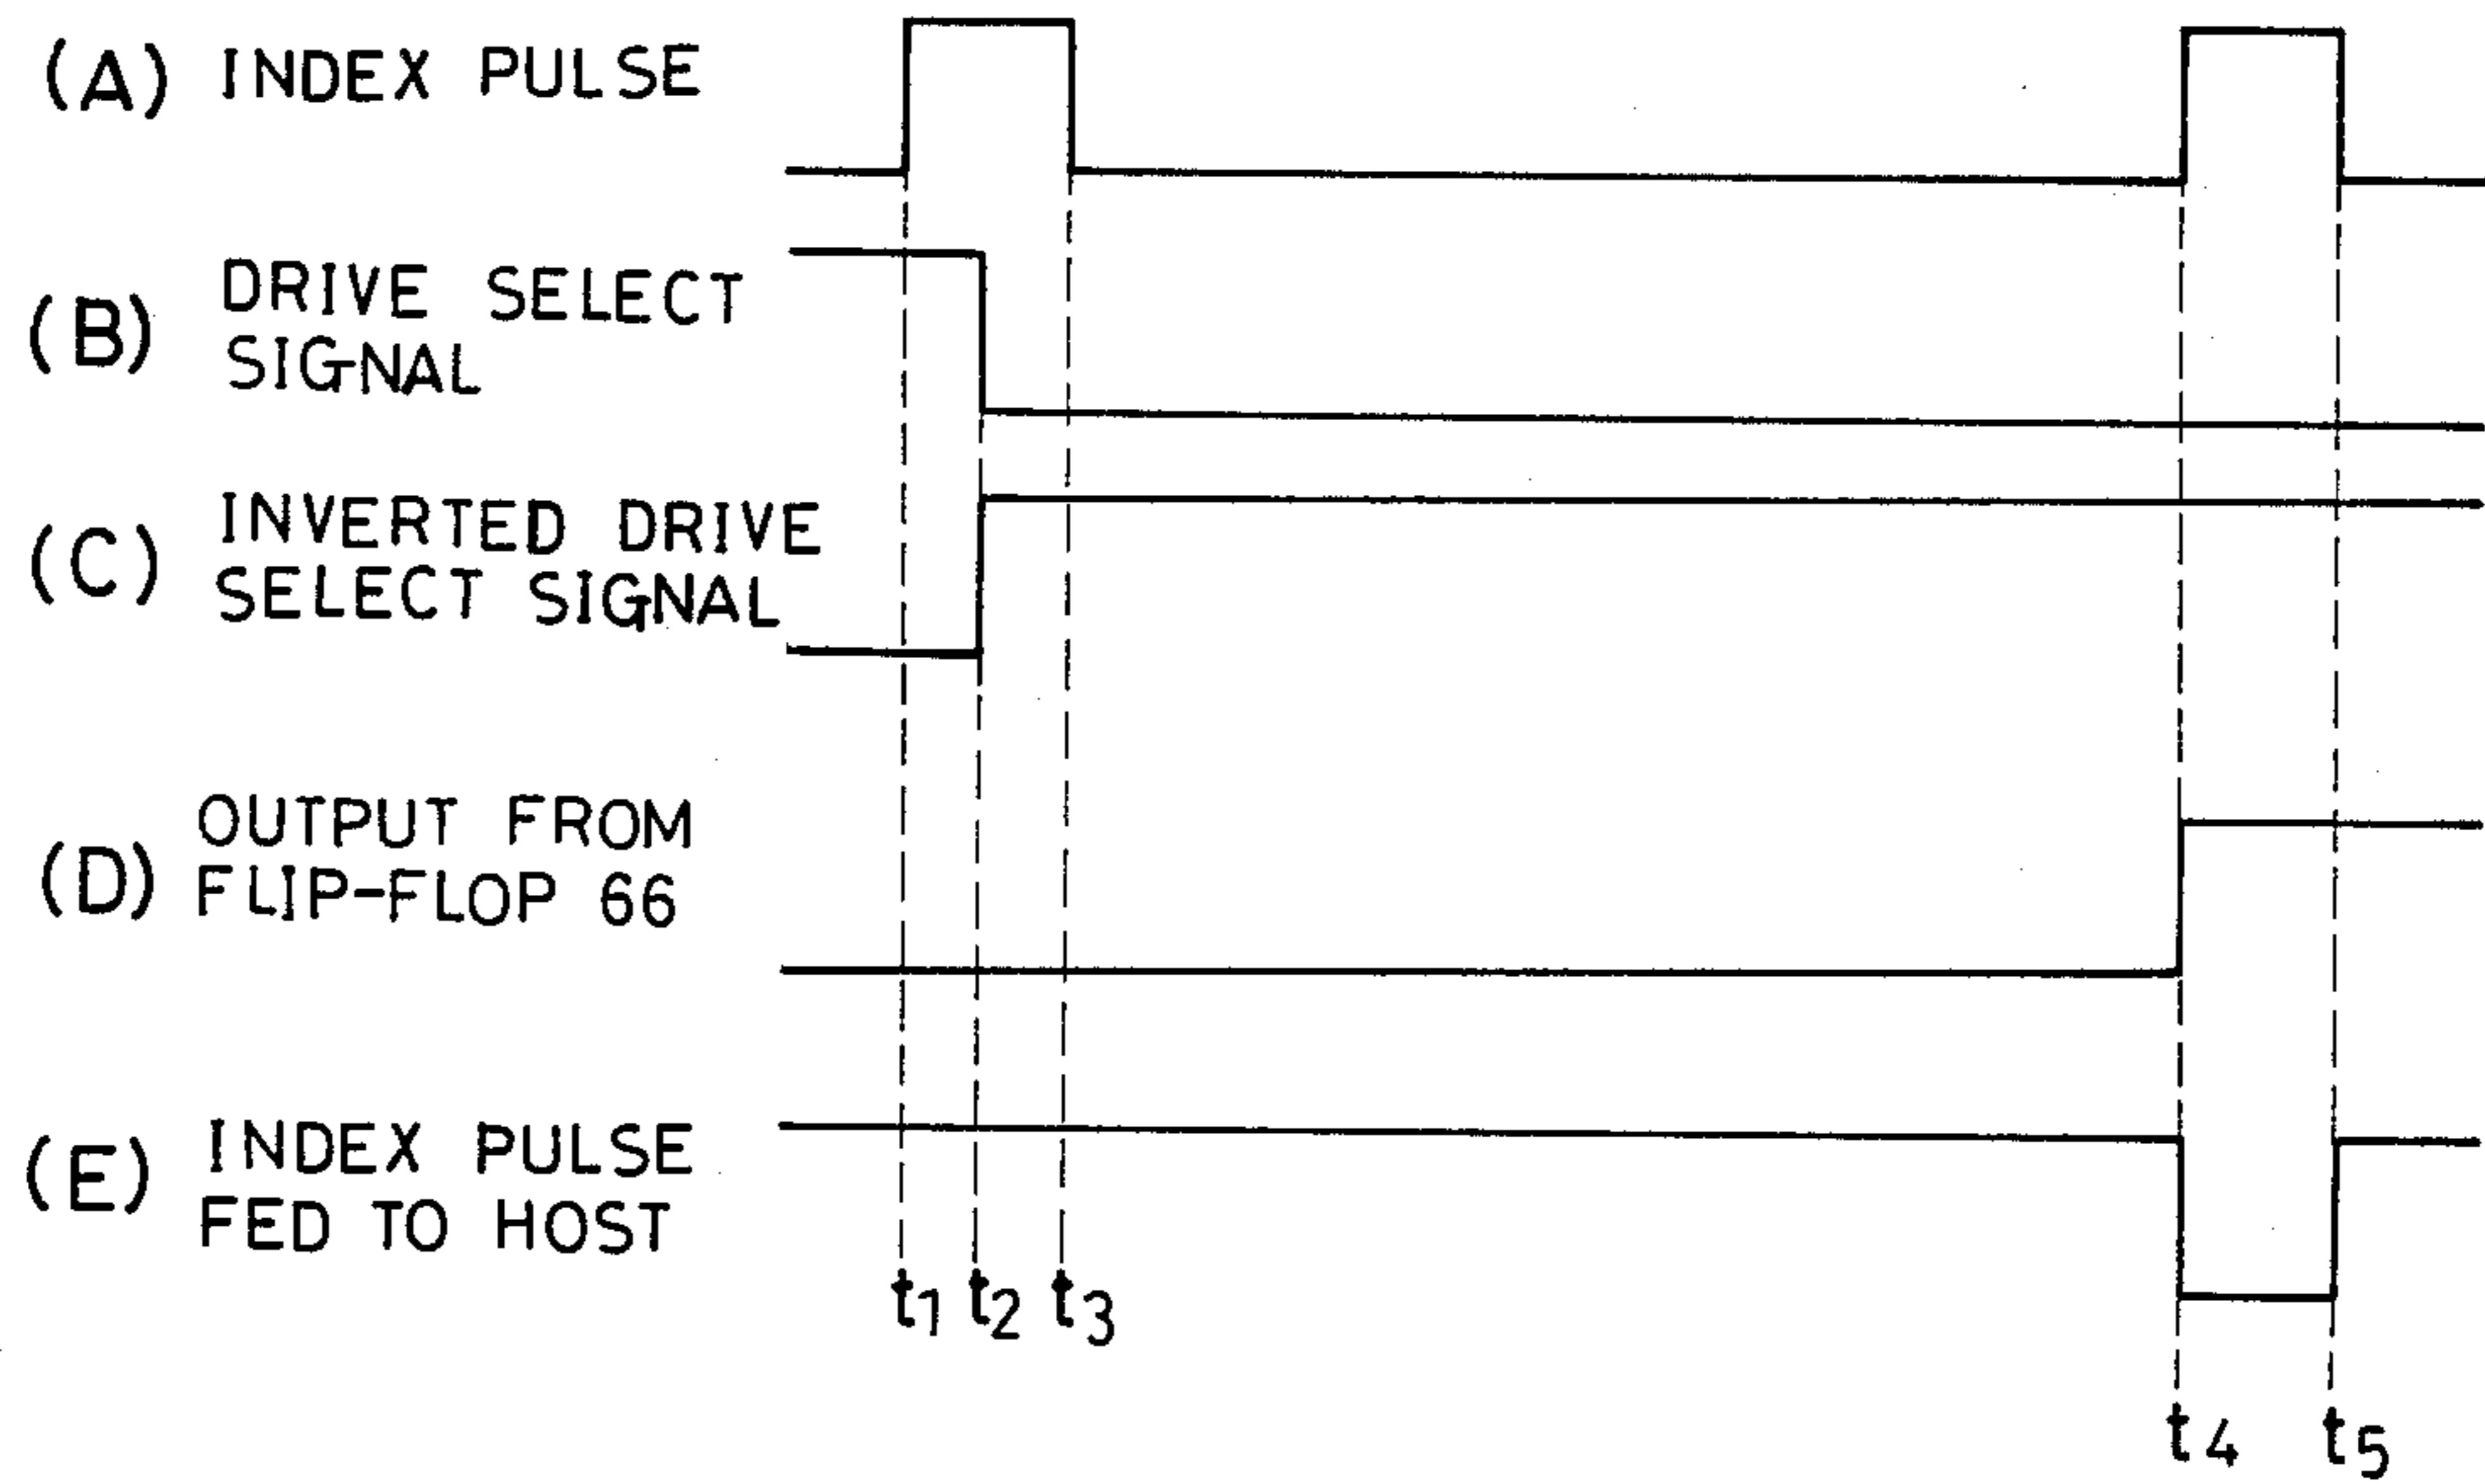 (A) INDEX PULSE
(B) DRIVE SELECT
SIGNAL
(C) INVERTED DRIVE
SELECT SIGNAL
(D) OUTPUT FROM
FLIP-FLOP 66
(E) INDEX PULSE
FED TO HOST
t1 t2 t3
t4 t5